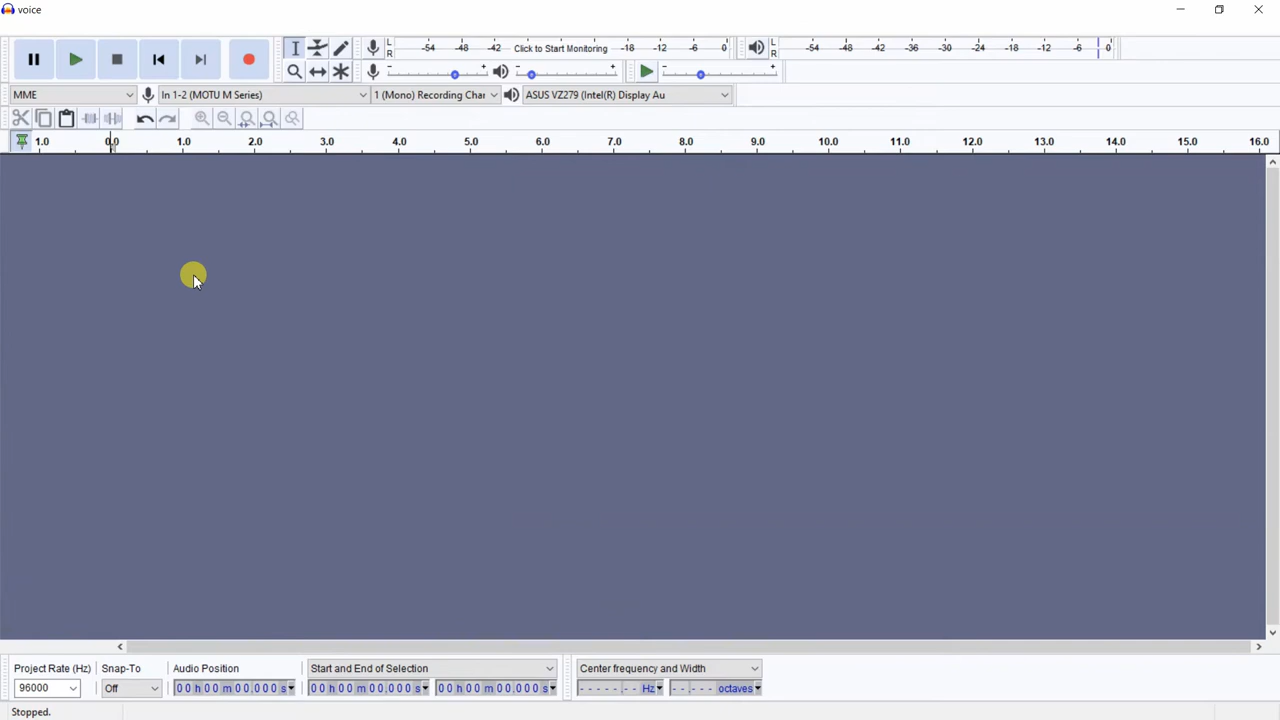 voice
L
R
-54 -48 -42 Click to Start Monitoring -18 -12 -6 0
L
R
-54 -48 -42 -36 -30 -24 -18 -12 -6 0
- + - + - +
MME In 1-2 (MOTU M Series) 1 (Mono) Recording Char ASUS VZ279 (Intel(R) Display Au
1.0 0.0 1.0 2.0 3.0 4.0 5.0 6.0 7.0 8.0 9.0 10.0 11.0 12.0 13.0 14.0 15.0 16.0
Project Rate (Hz) Snap-To Audio Position Start and End of Selection Center frequency and Width
96000 Off 00 h 00 m 00.000 s 00 h 00 m 00.000 s 00 h 00 m 00.000 s -----.-- Hz --.--- octaves
Stopped.